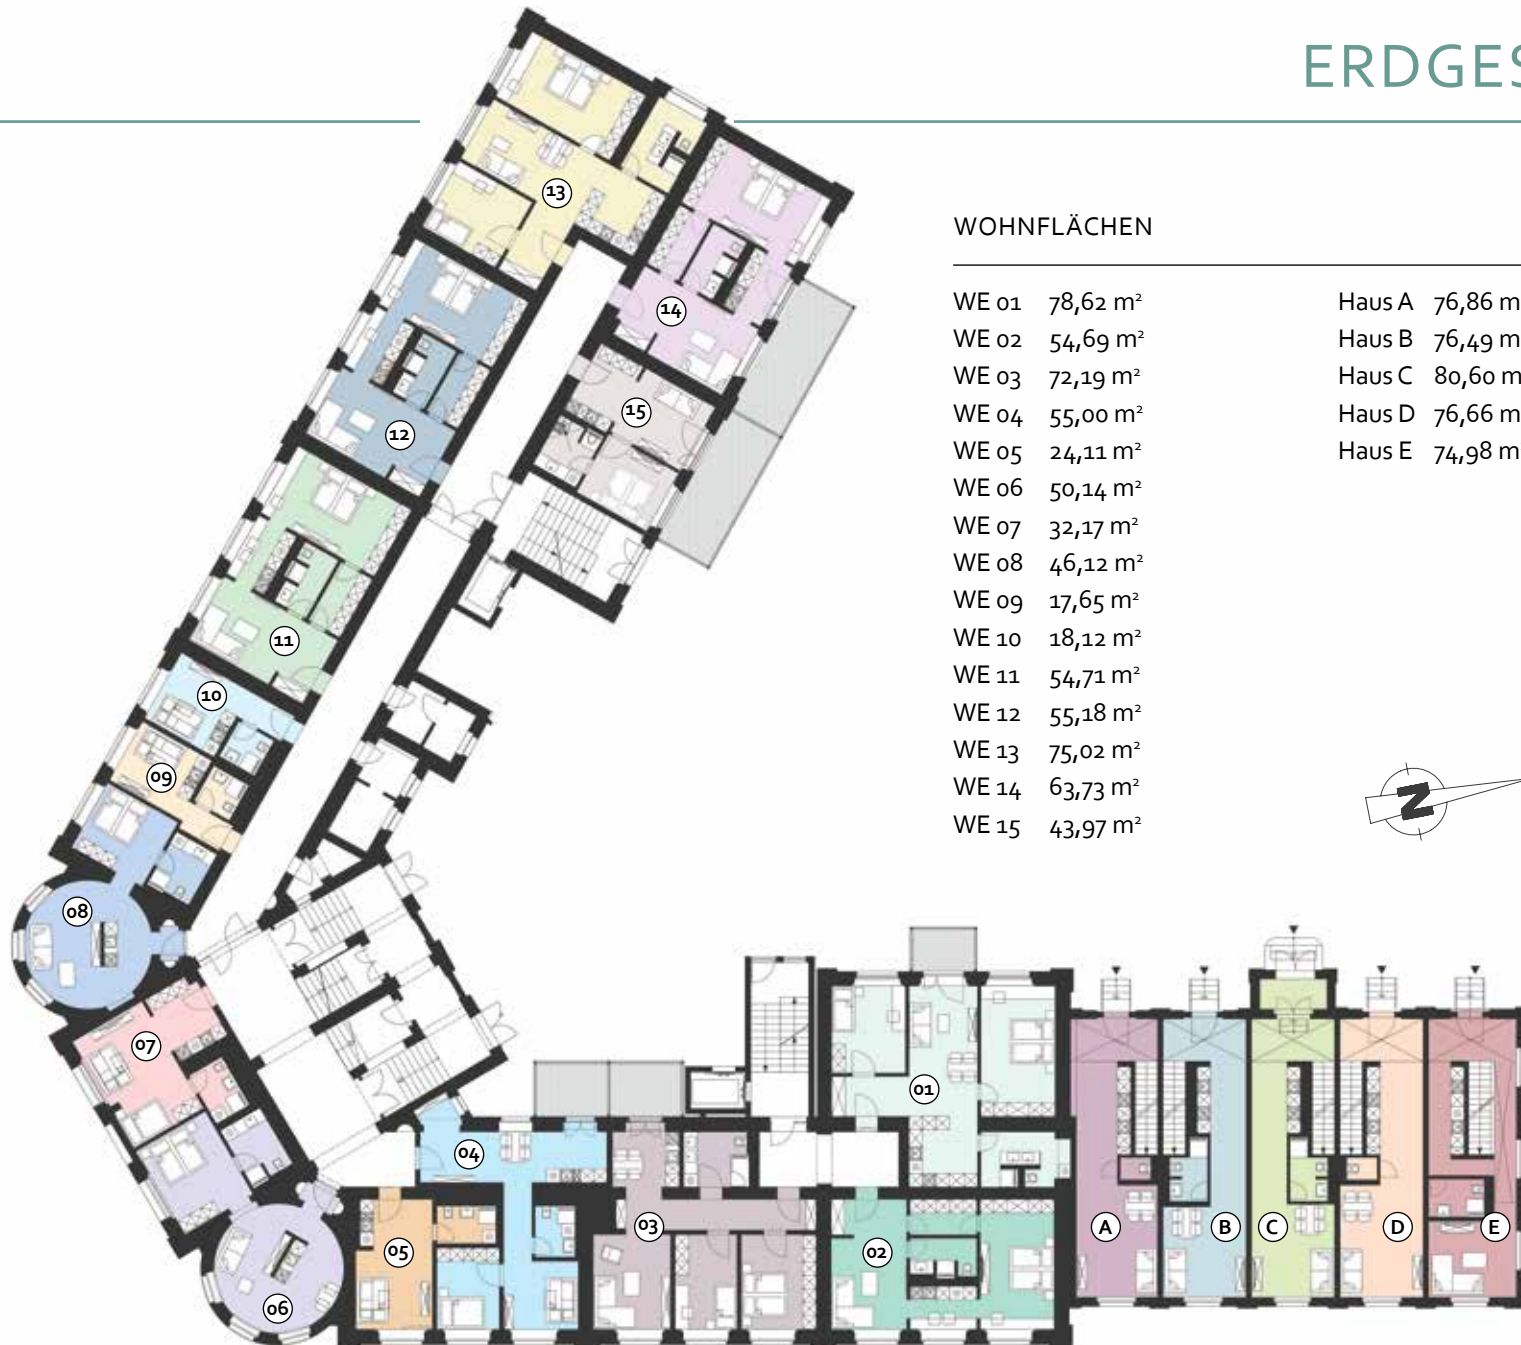 ERDGES
WOHNFLÄCHEN
WE 01 78,62 m²
WE 02 54,69 m²
WE 03 72,19 m²
WE 04 55,00 m²
WE 05 24,11 m²
WE 06 50,14 m²
WE 07 32,17 m²
WE 08 46,12 m²
WE 09 17,65 m²
WE 10 18,12 m²
WE 11 54,71 m²
WE 12 55,18 m²
WE 13 75,02 m²
WE 14 63,73 m²
WE 15 43,97 m²
Haus A 76,86 m
Haus B 76,49 m
Haus C 80,60 m
Haus D 76,66 m
Haus E 74,98 m
N
13
14
15
12
11
10
09
08
07
06
05
04
03
02
01
A
B
C
D
E